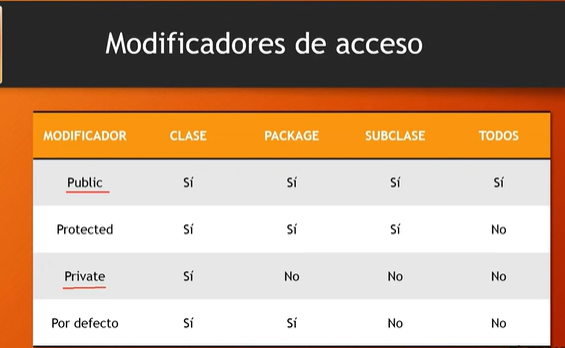 Modificadores de acceso
MODIFICADOR CLASE PACKAGE SUBCLASE TODOS
Public Sí Sí Sí Sí
Protected Sí Sí Sí No
Private Sí No No No
Por defecto Sí Sí No No